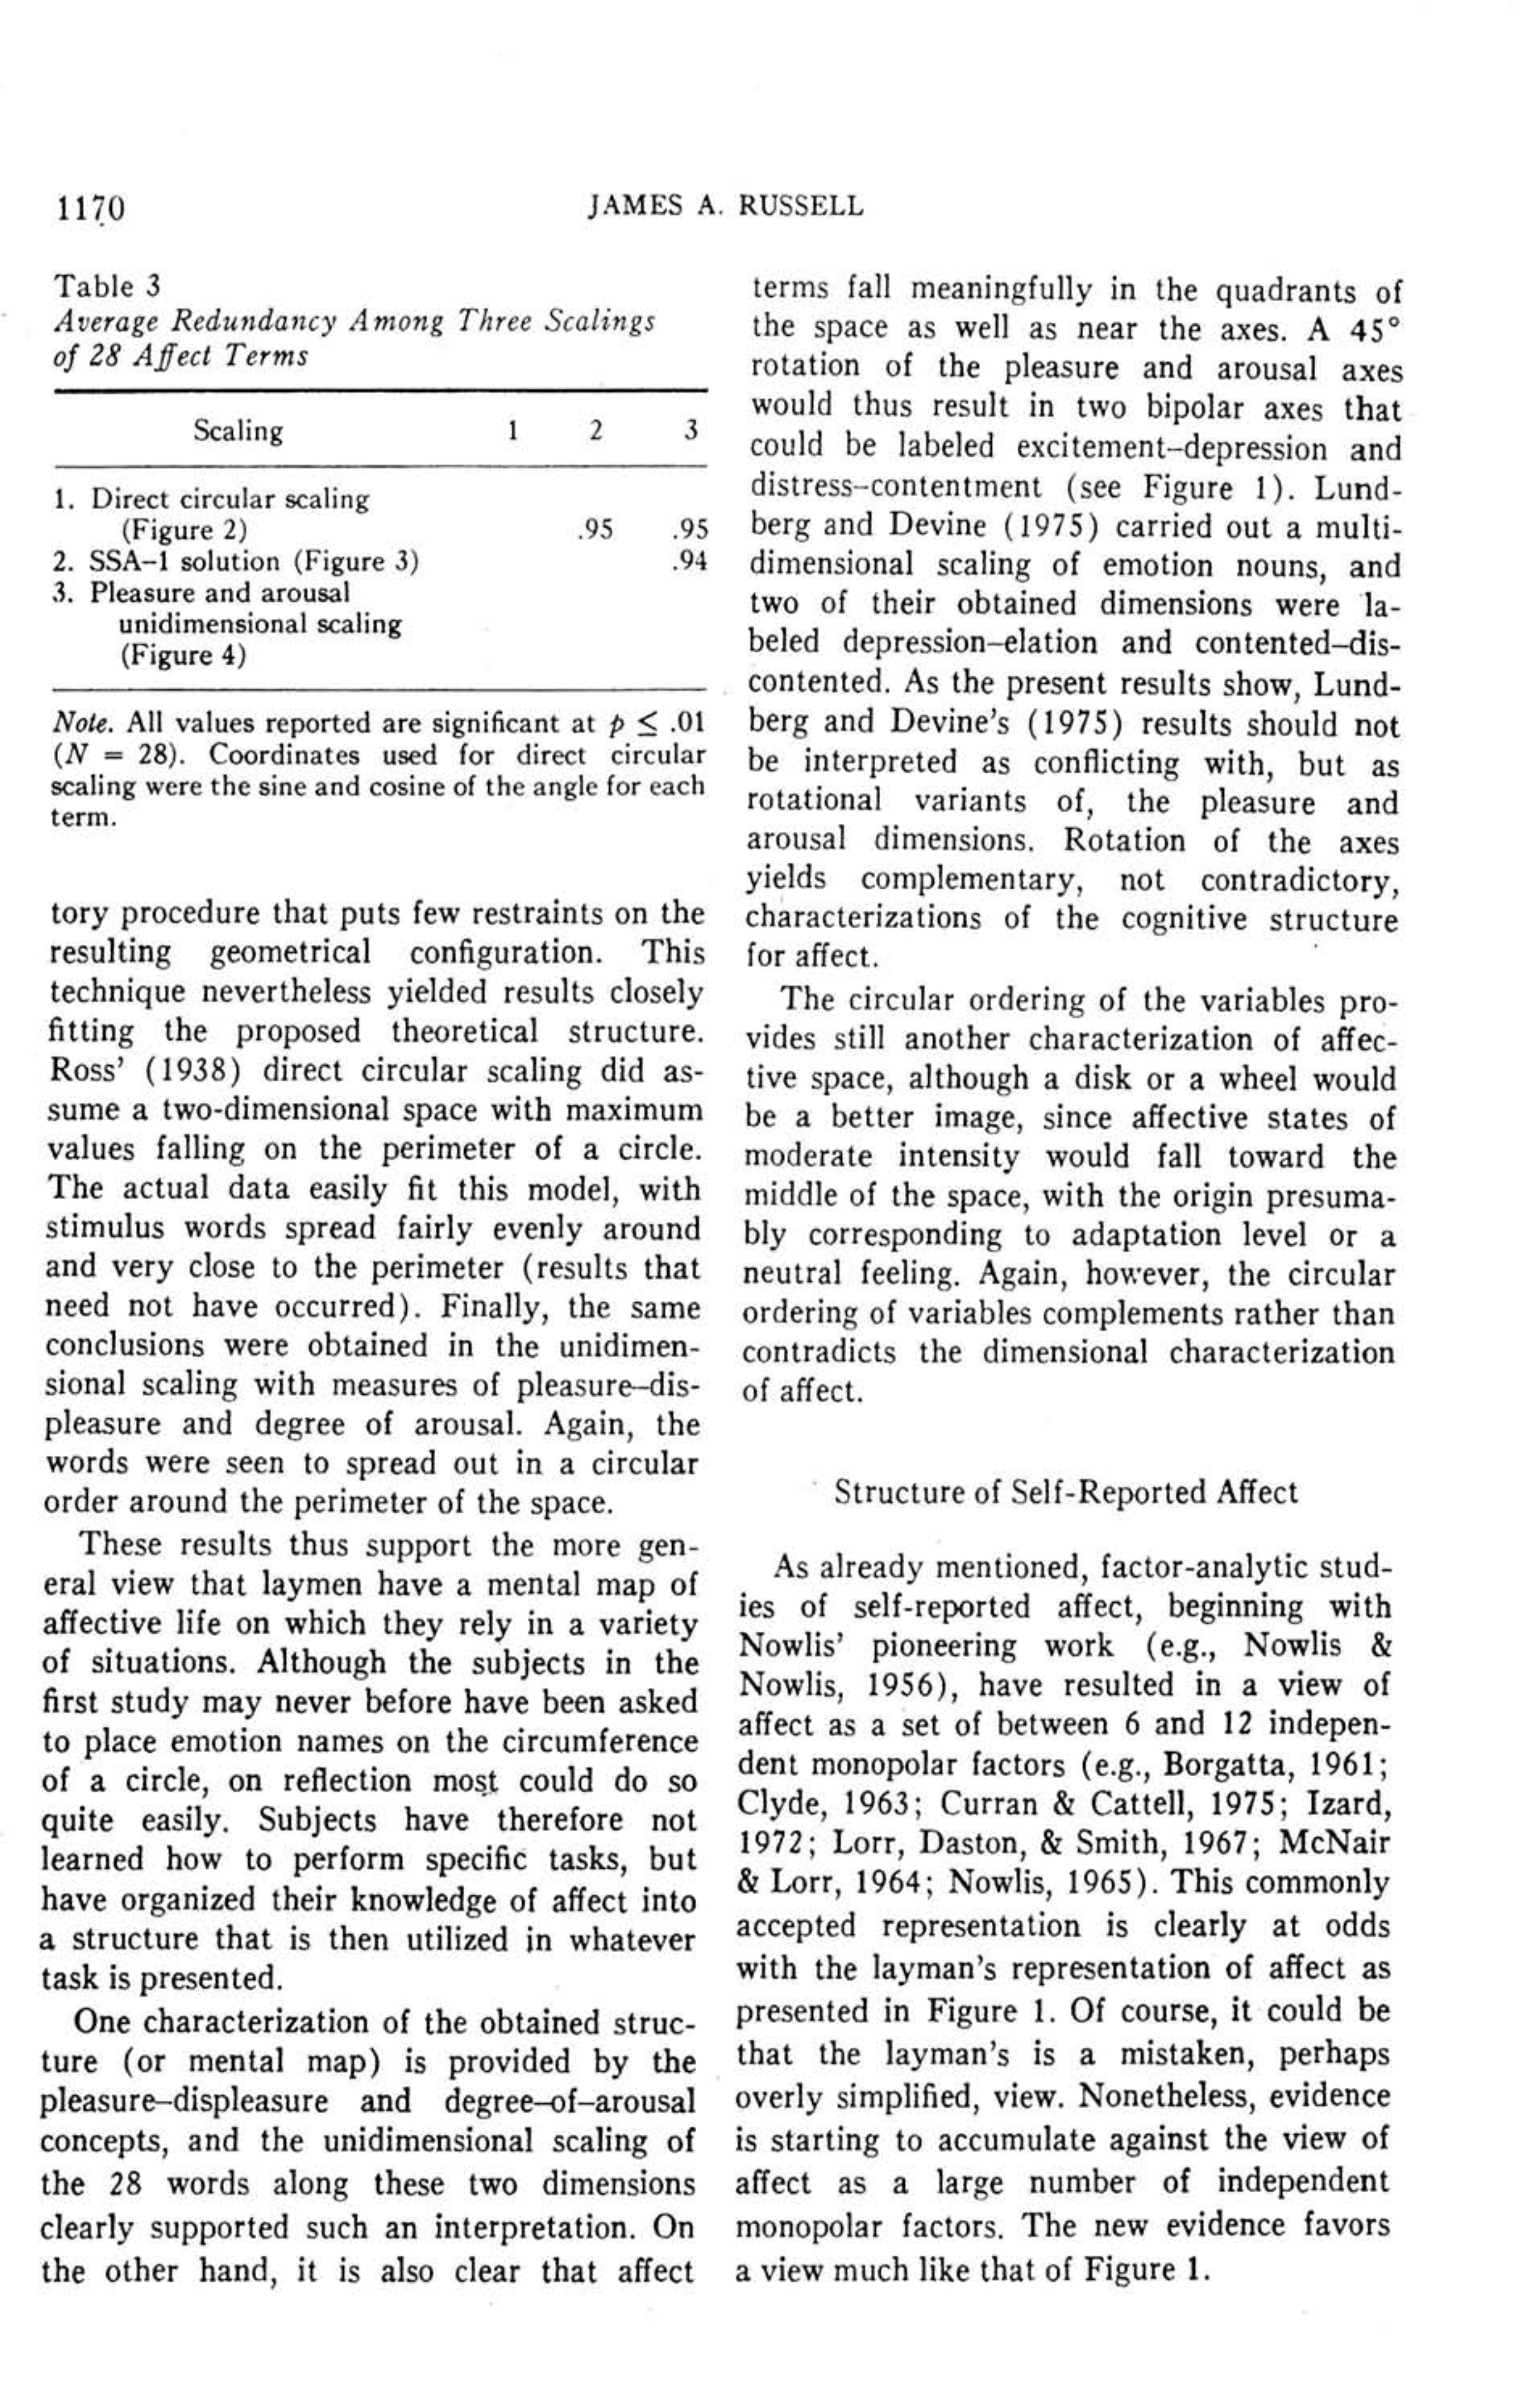 1170
JAMES A. RUSSELL
Table 3
Average Redundancy Among Three Scalings
of 28 Affect Terms
Scaling 1 2 3
1. Direct circular scaling
(Figure 2) .95 .95
2. SSA–1 solution (Figure 3) .94
3. Pleasure and arousal
unidimensional scaling
(Figure 4)
Note. All values reported are significant at p ≤ .01
(N = 28). Coordinates used for direct circular
scaling were the sine and cosine of the angle for each
term.
tory procedure that puts few restraints on the
resulting geometrical configuration. This
technique nevertheless yielded results closely
fitting the proposed theoretical structure.
Ross' (1938) direct circular scaling did as-
sume a two-dimensional space with maximum
values falling on the perimeter of a circle.
The actual data easily fit this model, with
stimulus words spread fairly evenly around
and very close to the perimeter (results that
need not have occurred). Finally, the same
conclusions were obtained in the unidimen-
sional scaling with measures of pleasure–dis-
pleasure and degree of arousal. Again, the
words were seen to spread out in a circular
order around the perimeter of the space.
These results thus support the more gen-
eral view that laymen have a mental map of
affective life on which they rely in a variety
of situations. Although the subjects in the
first study may never before have been asked
to place emotion names on the circumference
of a circle, on reflection most could do so
quite easily. Subjects have therefore not
learned how to perform specific tasks, but
have organized their knowledge of affect into
a structure that is then utilized in whatever
task is presented.
One characterization of the obtained struc-
ture (or mental map) is provided by the
pleasure–displeasure and degree–of–arousal
concepts, and the unidimensional scaling of
the 28 words along these two dimensions
clearly supported such an interpretation. On
the other hand, it is also clear that affect
terms fall meaningfully in the quadrants of
the space as well as near the axes. A 45°
rotation of the pleasure and arousal axes
would thus result in two bipolar axes that
could be labeled excitement–depression and
distress–contentment (see Figure 1). Lund-
berg and Devine (1975) carried out a multi-
dimensional scaling of emotion nouns, and
two of their obtained dimensions were la-
beled depression–elation and contented–dis-
contented. As the present results show, Lund-
berg and Devine's (1975) results should not
be interpreted as conflicting with, but as
rotational variants of, the pleasure and
arousal dimensions. Rotation of the axes
yields complementary, not contradictory,
characterizations of the cognitive structure
for affect.
The circular ordering of the variables pro-
vides still another characterization of affec-
tive space, although a disk or a wheel would
be a better image, since affective states of
moderate intensity would fall toward the
middle of the space, with the origin presuma-
bly corresponding to adaptation level or a
neutral feeling. Again, however, the circular
ordering of variables complements rather than
contradicts the dimensional characterization
of affect.
Structure of Self-Reported Affect
As already mentioned, factor-analytic stud-
ies of self-reported affect, beginning with
Nowlis' pioneering work (e.g., Nowlis &
Nowlis, 1956), have resulted in a view of
affect as a set of between 6 and 12 indepen-
dent monopolar factors (e.g., Borgatta, 1961;
Clyde, 1963; Curran & Cattell, 1975; Izard,
1972; Lorr, Daston, & Smith, 1967; McNair
& Lorr, 1964; Nowlis, 1965). This commonly
accepted representation is clearly at odds
with the layman's representation of affect as
presented in Figure 1. Of course, it could be
that the layman's is a mistaken, perhaps
overly simplified, view. Nonetheless, evidence
is starting to accumulate against the view of
affect as a large number of independent
monopolar factors. The new evidence favors
a view much like that of Figure 1.